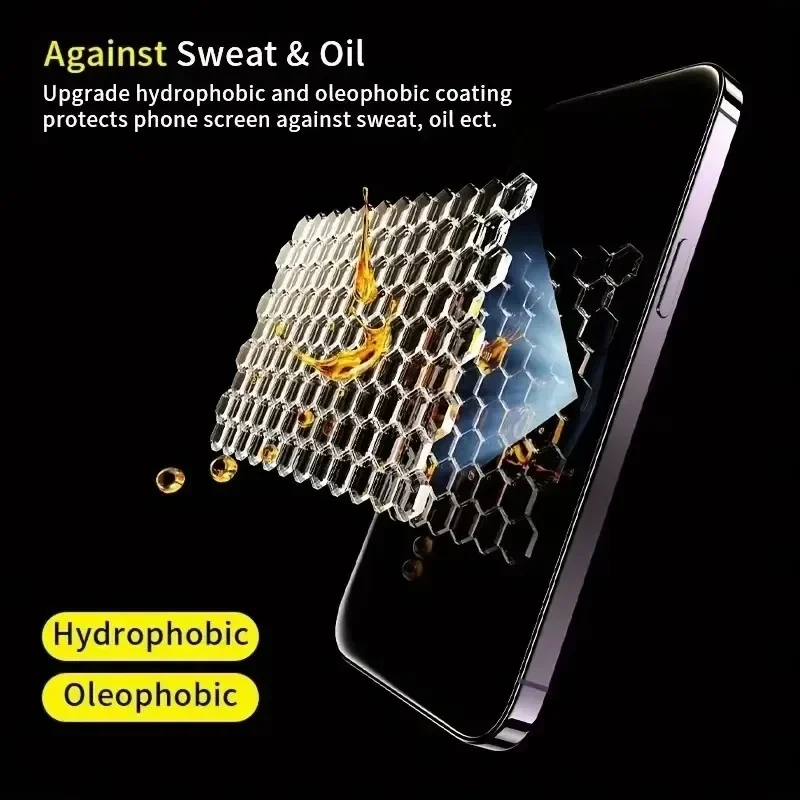 Against Sweat & Oil
Upgrade hydrophobic and oleophobic coating
protects phone screen against sweat, oil ect.
Hydrophobic
Oleophobic